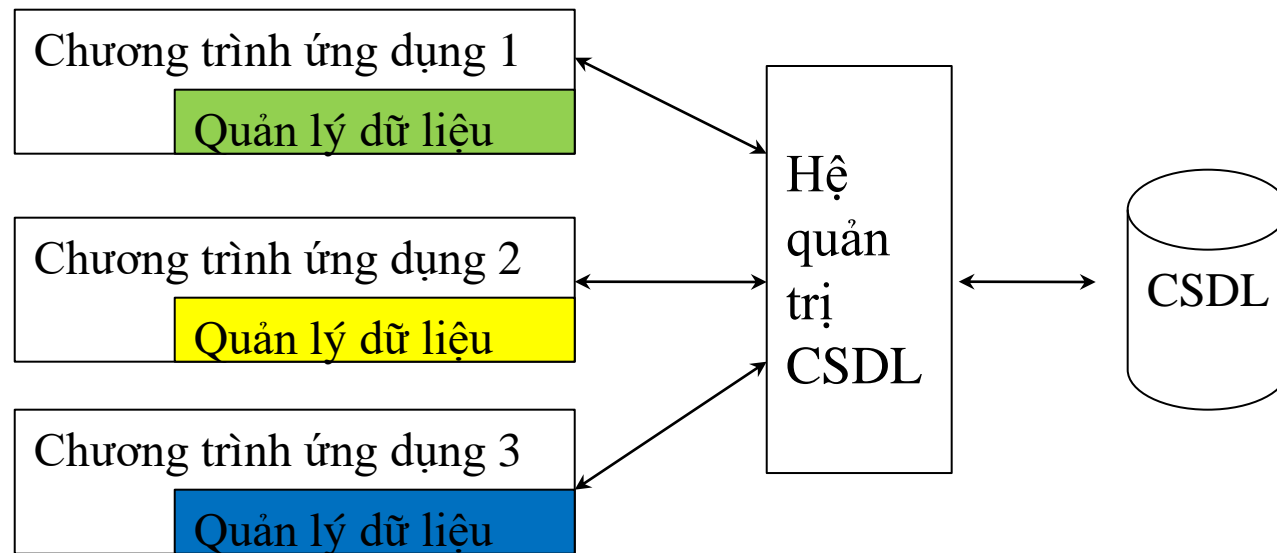 Chương trình ứng dụng 1
Quản lý dữ liệu
Chương trình ứng dụng 2
Quản lý dữ liệu
Chương trình ứng dụng 3
Quản lý dữ liệu
Hệ
quản
trị
CSDL
CSDL